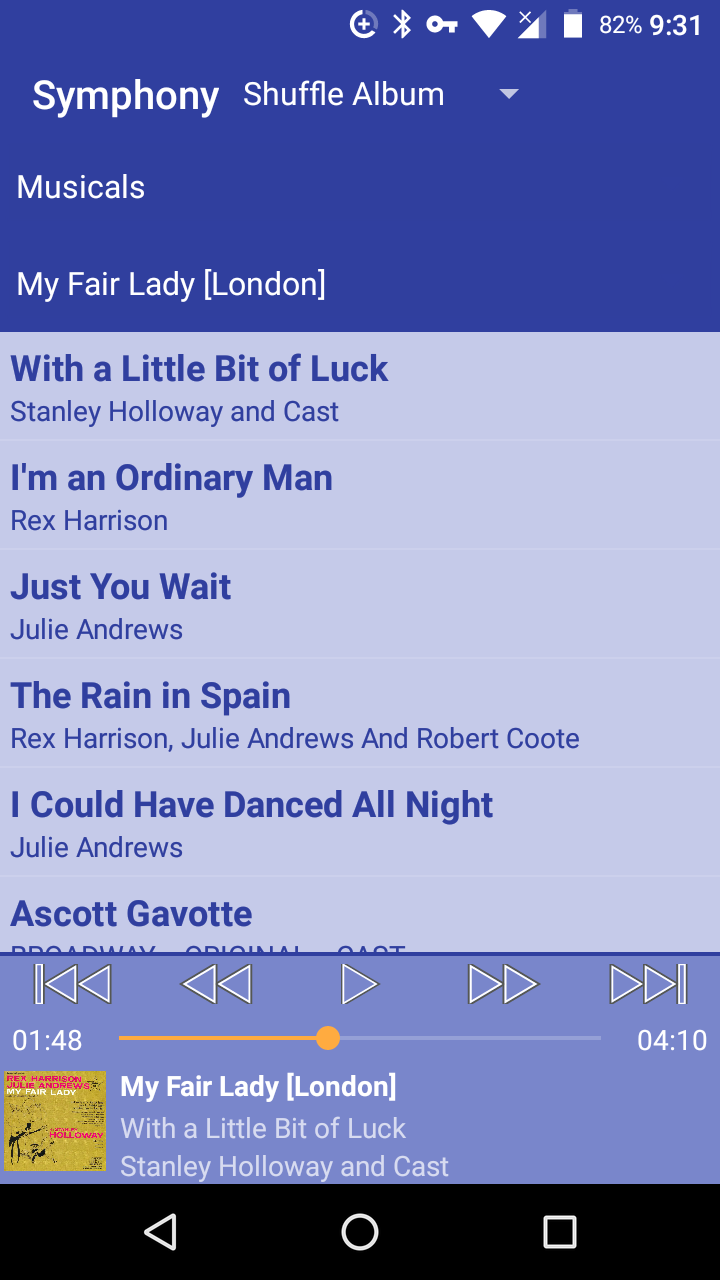 82% 9:31
Symphony Shuffle Album
Musicals
My Fair Lady [London]
With a Little Bit of Luck
Stanley Holloway and Cast
I'm an Ordinary Man
Rex Harrison
Just You Wait
Julie Andrews
The Rain in Spain
Rex Harrison, Julie Andrews And Robert Coote
I Could Have Danced All Night
Julie Andrews
Ascott Gavotte
BROADWAY ORIGINAL CAST
01:48 04:10
REX HARRISON
JULIE ANDREWS
MY FAIR LADY
HOLLOWAY
My Fair Lady [London]
With a Little Bit of Luck
Stanley Holloway and Cast